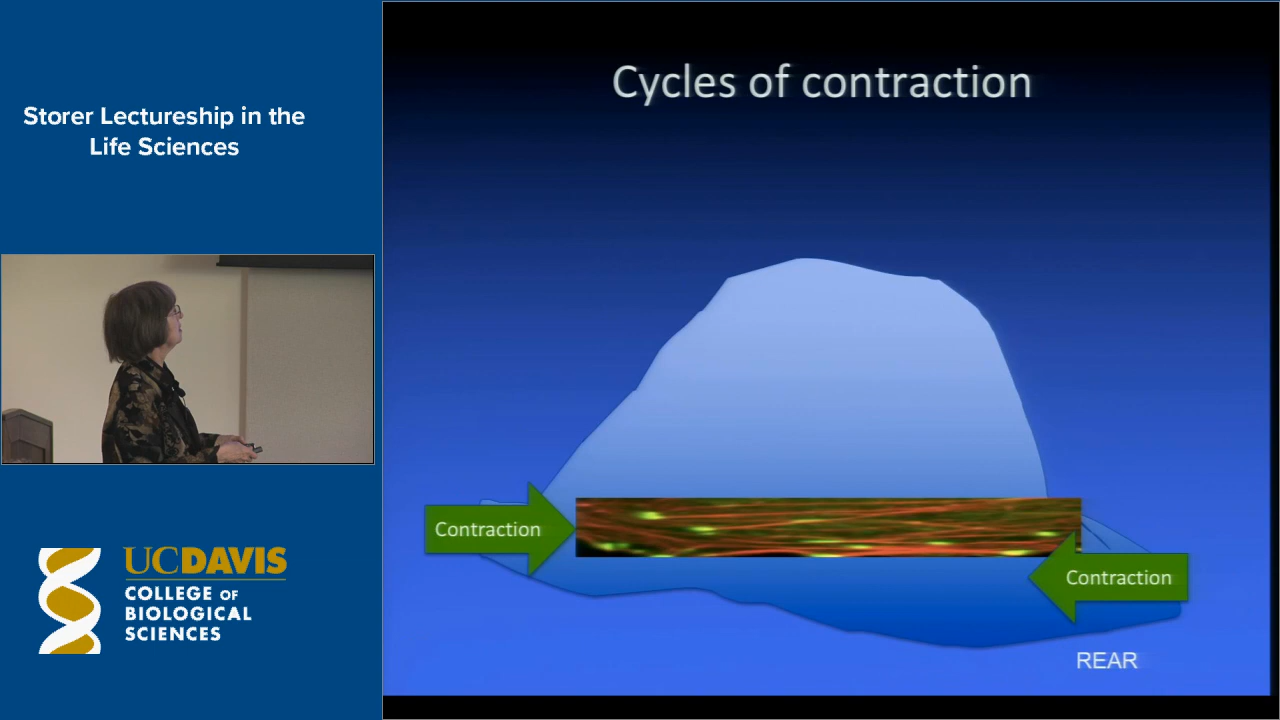 Storer Lectureship in the
Life Sciences
UCDAVIS
COLLEGE OF
BIOLOGICAL
SCIENCES
Cycles of contraction
Contraction
Contraction
REAR